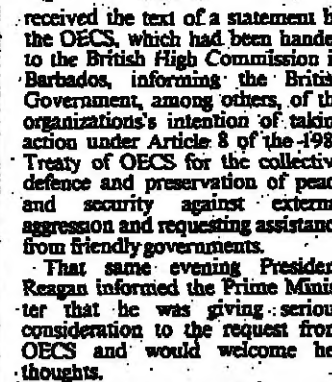 received the text of a statement b
the OECS, which had been hande
to the British High Commission i
Barbados, informing the Britis
Government, among others, of th
organizations's intention of takin
action under Article 8 of the 198
Treaty of OECS for the collectiv
defence and preservation of peac
and security against externa
aggression and requesting assistanc
from friendly governments.
That same evening Presiden
Reagan informed the Prime Minis
ter that he was giving seriou
consideration to the request from
OECS and would welcome he
thoughts.